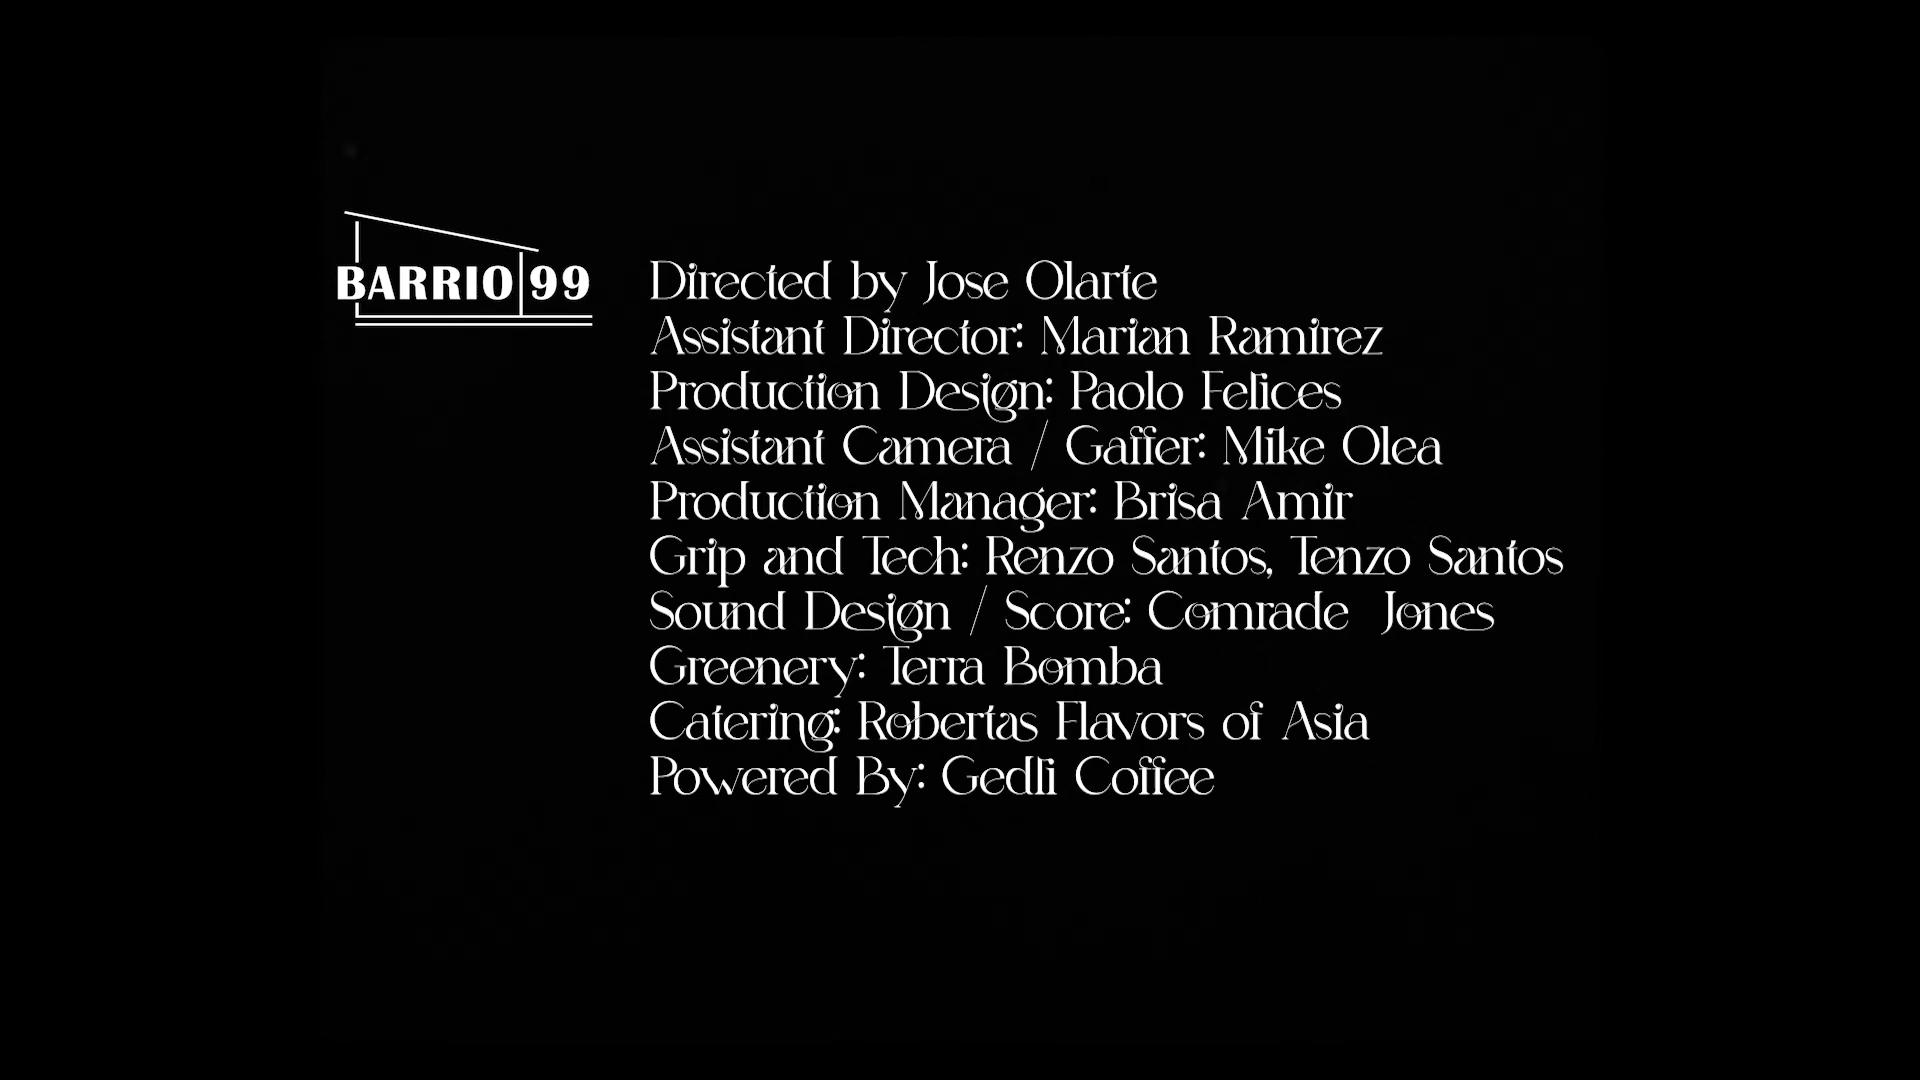 BARRIO 99
Directed by Jose Olarte
Assistant Director: Marian Ramirez
Production Design: Paolo Felices
Assistant Camera / Gaffer: Mike Olea
Production Manager: Brisa Amir
Grip and Tech: Renzo Santos, Tenzo Santos
Sound Design / Score: Comrade Jones
Greenery: Terra Bomba
Catering: Robertas Flavors of Asia
Powered By: Gedli Coffee